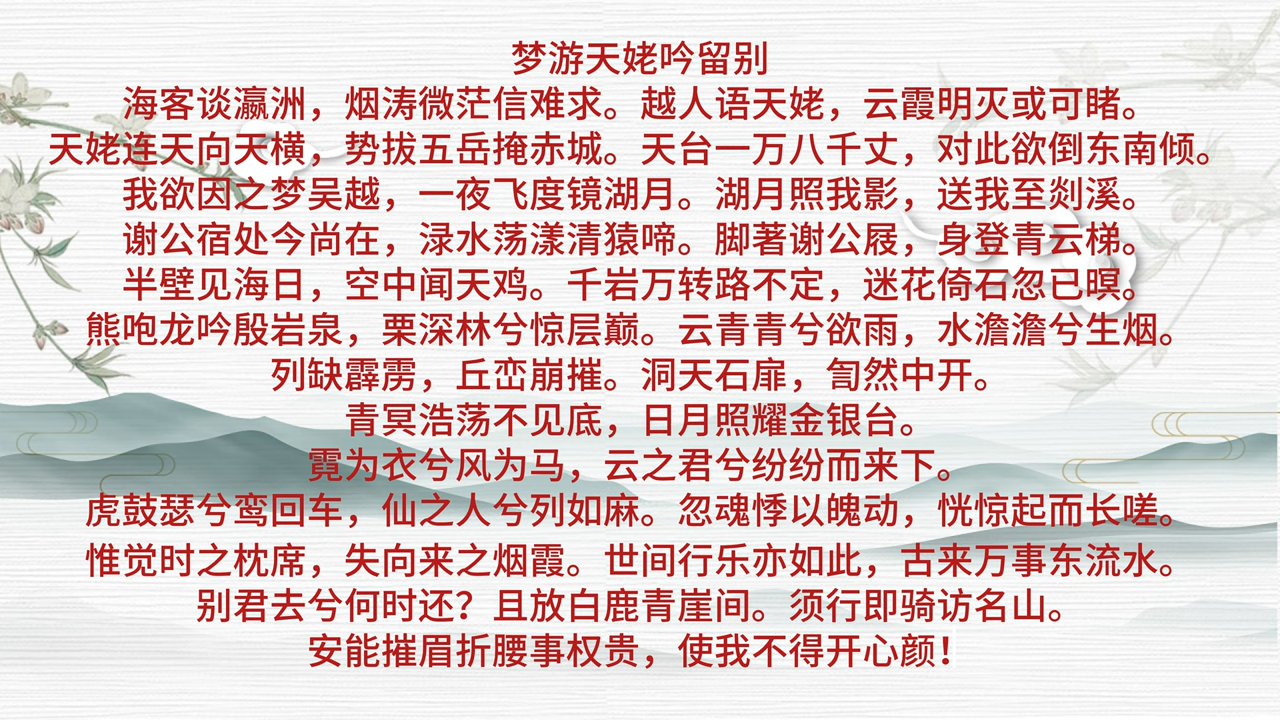 梦游天姥吟留别
海客谈瀛洲，烟涛微茫信难求。越人语天姥，云霞明灭或可睹。
天姥连天向天横，势拔五岳掩赤城。天台一万八千丈，对此欲倒东南倾。
我欲因之梦吴越，一夜飞度镜湖月。湖月照我影，送我至剡溪。
谢公宿处今尚在，渌水荡漾清猿啼。脚著谢公屐，身登青云梯。
半壁见海日，空中闻天鸡。千岩万转路不定，迷花倚石忽已暝。
熊咆龙吟殷岩泉，栗深林兮惊层巅。云青青兮欲雨，水澹澹兮生烟。
列缺霹雳，丘峦崩摧。洞天石扉，訇然中开。
青冥浩荡不见底，日月照耀金银台。
霓为衣兮风为马，云之君兮纷纷而来下。
虎鼓瑟兮鸾回车，仙之人兮列如麻。忽魂悸以魄动，恍惊起而长嗟。
惟觉时之枕席，失向来之烟霞。世间行乐亦如此，古来万事东流水。
别君去兮何时还？且放白鹿青崖间。须行即骑访名山。
安能摧眉折腰事权贵，使我不得开心颜！